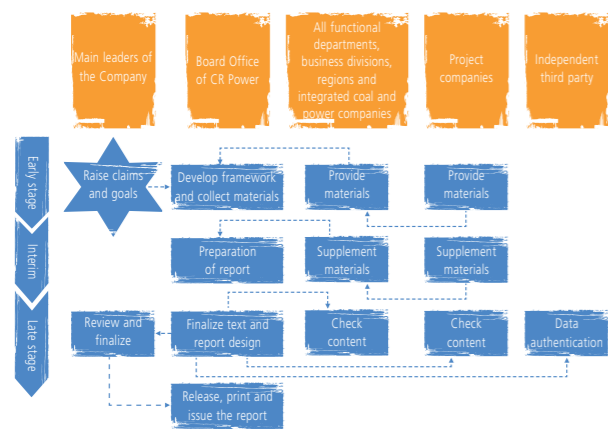 Main leaders of
the Company
Board Office
of CR Power
All functional
departments,
business divisions,
regions and
integrated coal and
power companies
Project
companies
Independent
third party
Early stage
Raise claims
and goals
Develop framework
and collect materials
Provide
materials
Provide
materials
Interim
Preparation
of report
Supplement
materials
Supplement
materials
Late stage
Review and
finalize
Finalize text and
report design
Check
content
Check
content
Data
authentication
Release, print and
issue the report